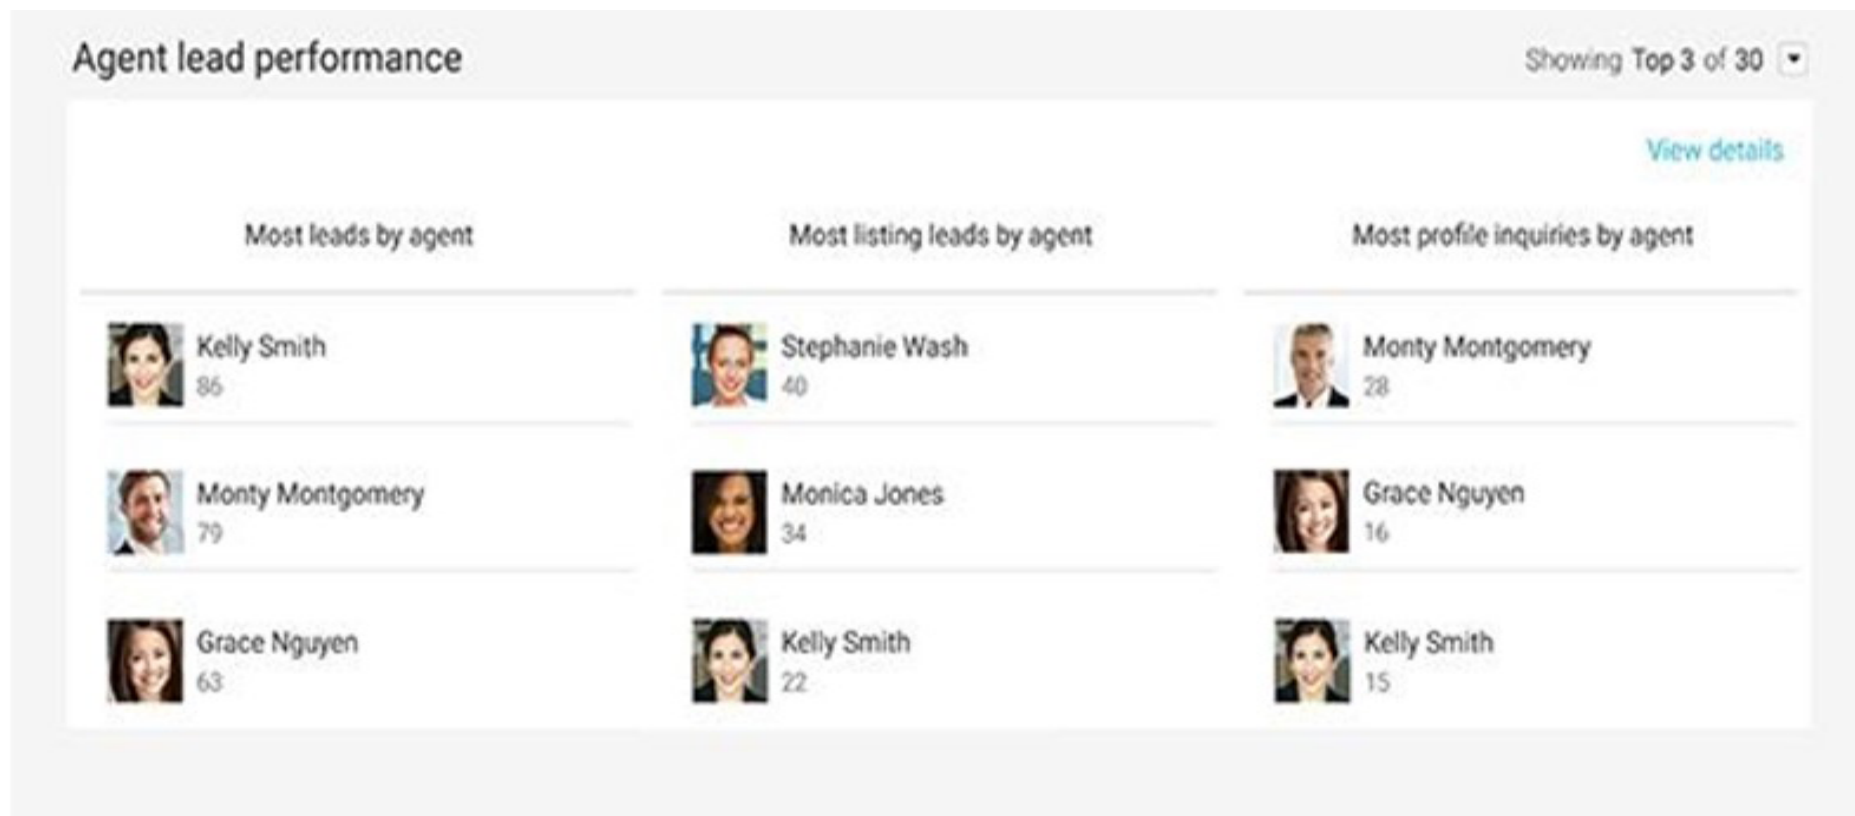 Agent lead performance
Showing Top 3 of 30
View details
Most leads by agent
Kelly Smith
86
Monty Montgomery
79
Grace Nguyen
63
Most listing leads by agent
Stephanie Wash
40
Monica Jones
34
Kelly Smith
22
Most profile inquiries by agent
Monty Montgomery
28
Grace Nguyen
16
Kelly Smith
15